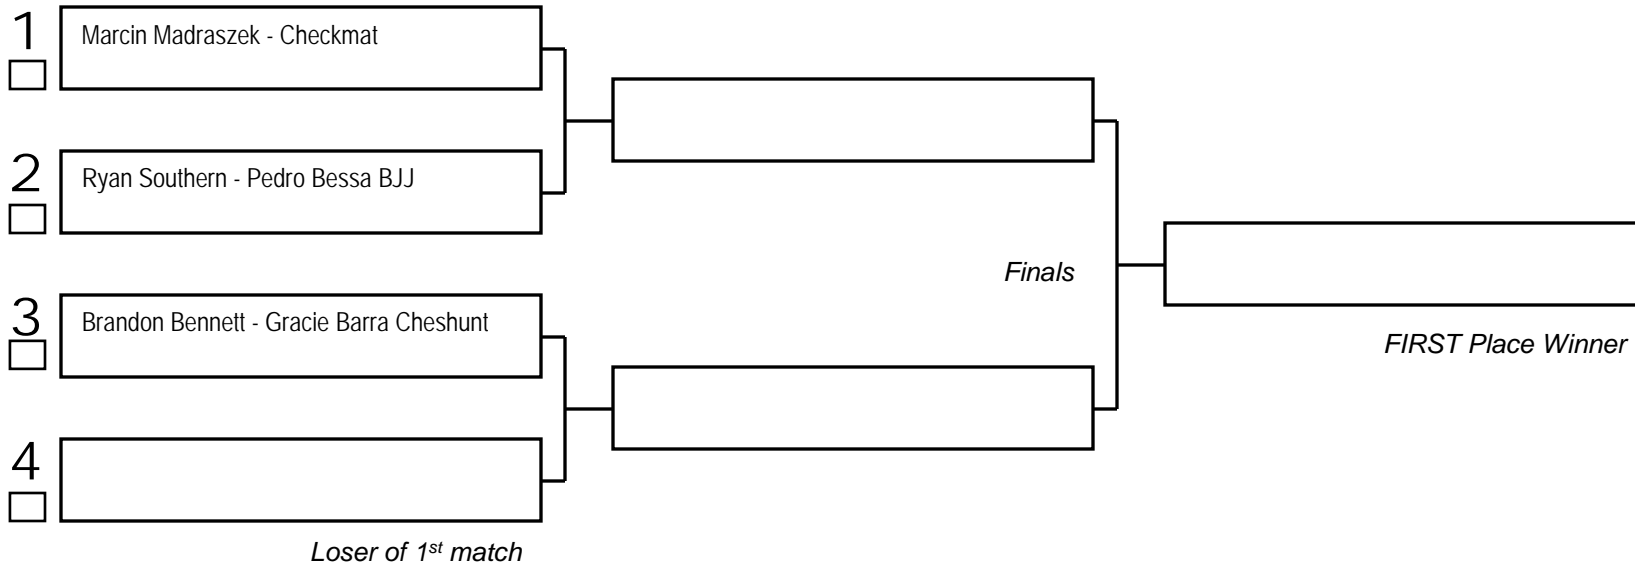 1
Marcin Madraszek - Checkmat
2
Ryan Southern - Pedro Bessa BJJ
Finals
3
Brandon Bennett - Gracie Barra Cheshunt
FIRST Place Winner
4
Loser of 1st match